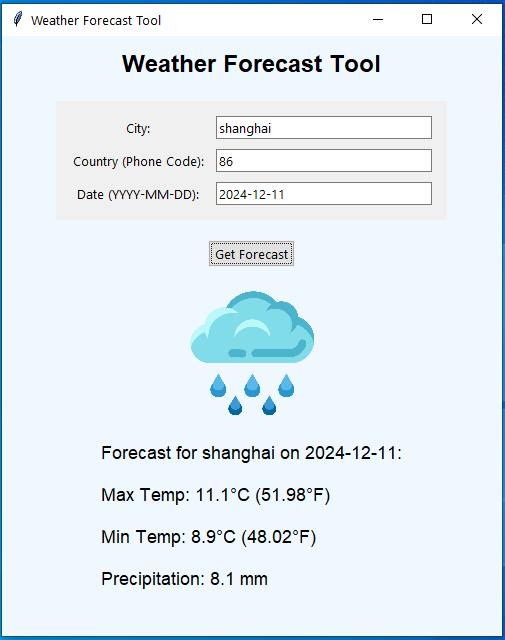 Weather Forecast Tool
Weather Forecast Tool
City: shanghai
Country (Phone Code): 86
Date (YYYY-MM-DD): 2024-12-11
Get Forecast
Forecast for shanghai on 2024-12-11:
Max Temp: 11.1°C (51.98°F)
Min Temp: 8.9°C (48.02°F)
Precipitation: 8.1 mm